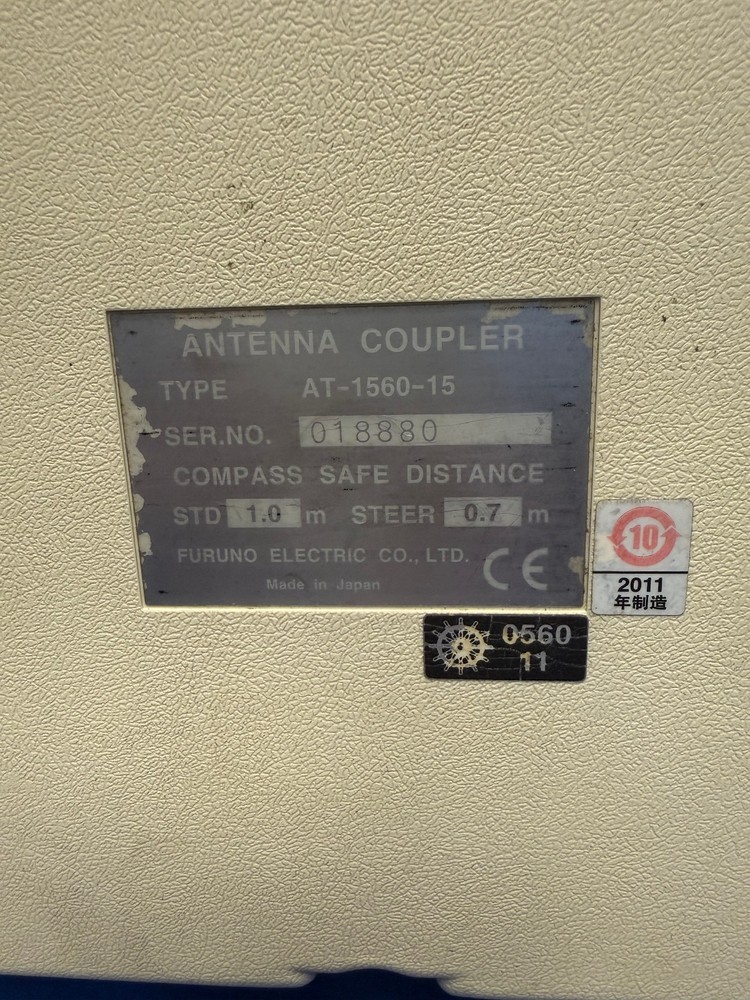 ANTENNA COUPLER
TYPE AT-1560-15
SER.NO. 018880
COMPASS SAFE DISTANCE
STD 1.0 m STEER 0.7 m
FURUNO ELECTRIC CO., LTD.
Made in Japan
CE
10
2011
年制造
0560
11